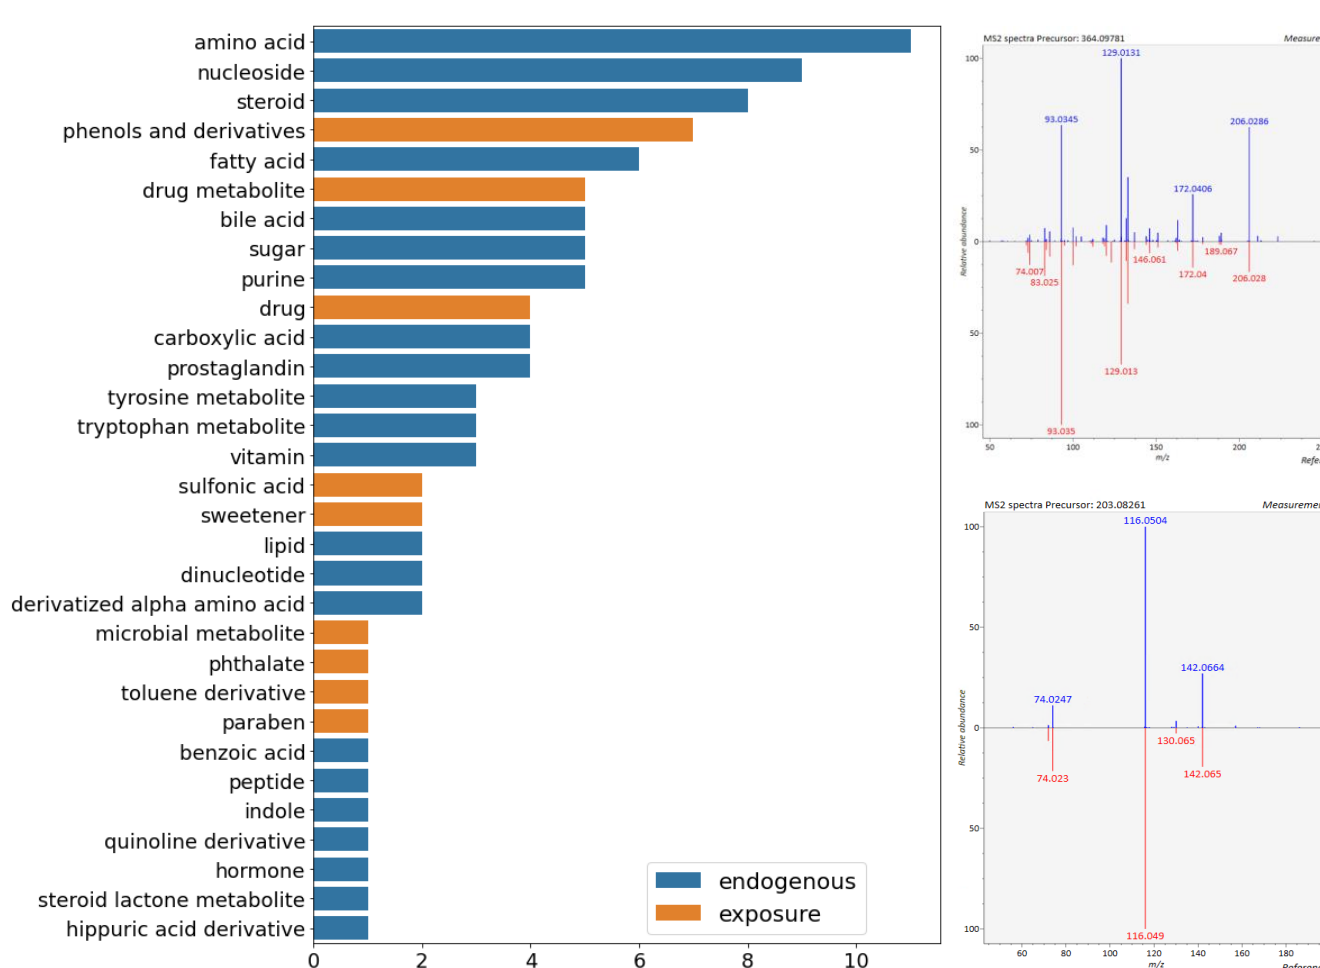 amino acid
nucleoside
steroid
phenols and derivatives
fatty acid
drug metabolite
bile acid
sugar
purine
drug
carboxylic acid
prostaglandin
tyrosine metabolite
tryptophan metabolite
vitamin
sulfonic acid
sweetener
lipid
dinucleotide
derivatized alpha amino acid
microbial metabolite
phthalate
toluene derivative
paraben
benzoic acid
peptide
indole
quinoline derivative
hormone
steroid lactone metabolite
hippuric acid derivative
0 2 4 6 8 10
endogenous
exposure
MS2 spectra Precursor: 364.09781 Measure
129.0131
100
93.0345
206.0286
50
172.0406
Relative abundance
0
146.061
189.067
74.007
172.04
206.028
83.025
50
129.013
100
93.035
50 100 150 200 2
m/z
Refe
MS2 spectra Precursor: 203.08261 Measuremen
116.0504
100
50
142.0664
74.0247
Relative abundance
0
130.065
74.023
142.065
50
100
116.049
60 80 100 120 140 160 180
m/z
Referenc